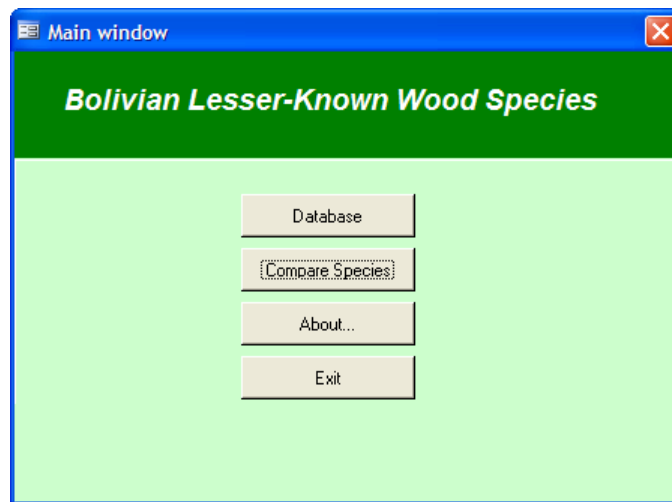 Main window
Bolivian Lesser-Known Wood Species
Database
Compare Species
About...
Exit